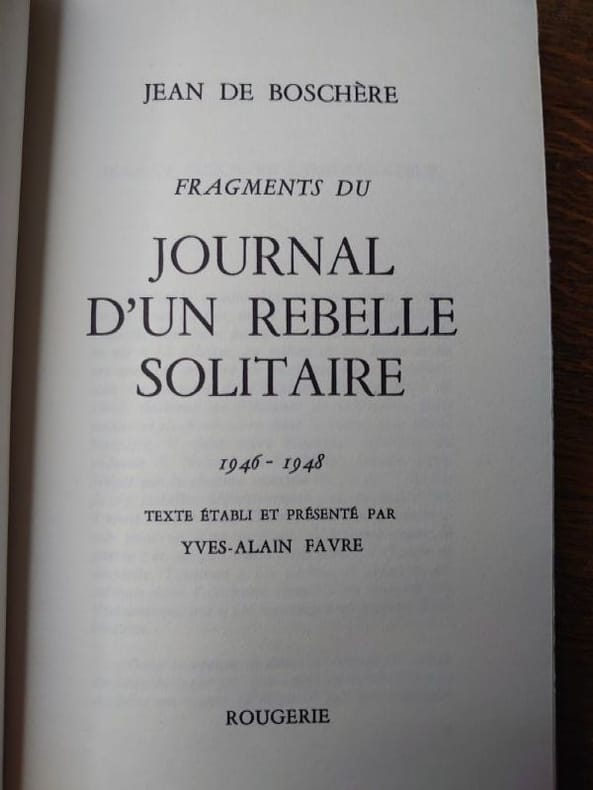 JEAN DE BOSCHÈRE
FRAGMENTS DU
JOURNAL
D'UN REBELLE
SOLITAIRE
1946 - 1948
TEXTE ÉTABLI ET PRÉSENTÉ PAR
YVES-ALAIN FAVRE
ROUGERIE